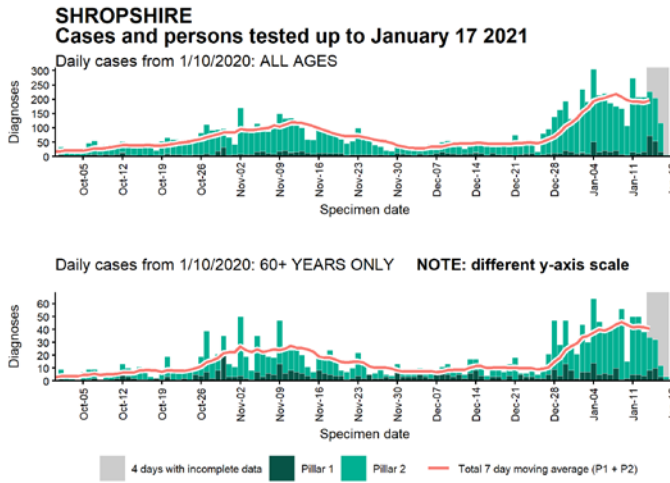 SHROPSHIRE
Cases and persons tested up to January 17 2021
Daily cases from 1/10/2020: ALL AGES
Diagnoses
300
250
200
150
100
50
0
Oct-05
Oct-12
Oct-19
Oct-26
Nov-02
Nov-09
Nov-16
Nov-23
Nov-30
Dec-07
Dec-14
Dec-21
Dec-28
Jan-04
Jan-11
Specimen date
Daily cases from 1/10/2020: 60+ YEARS ONLY NOTE: different y-axis scale
Diagnoses
60
50
40
30
20
10
0
Oct-05
Oct-12
Oct-19
Oct-26
Nov-02
Nov-09
Nov-16
Nov-23
Nov-30
Dec-07
Dec-14
Dec-21
Dec-28
Jan-04
Jan-11
Specimen date
4 days with incomplete data Pillar 1 Pillar 2 Total 7 day moving average (P1 + P2)